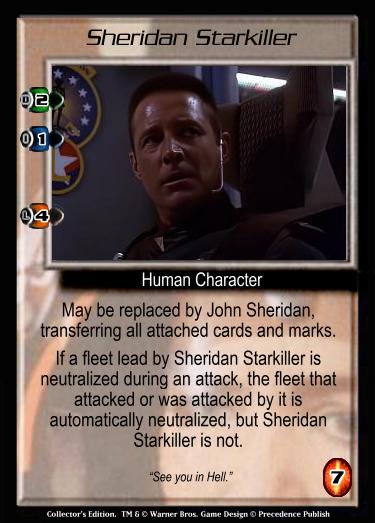 Sheridan Starkiller
D 2
I 1
L 4
Human Character
May be replaced by John Sheridan,
transferring all attached cards and marks.
If a fleet lead by Sheridan Starkiller is
neutralized during an attack, the fleet that
attacked or was attacked by it is
automatically neutralized, but Sheridan
Starkiller is not.
“See you in Hell.”
7
Collector's Edition. TM & © Warner Bros. Game Design © Precedence Publish